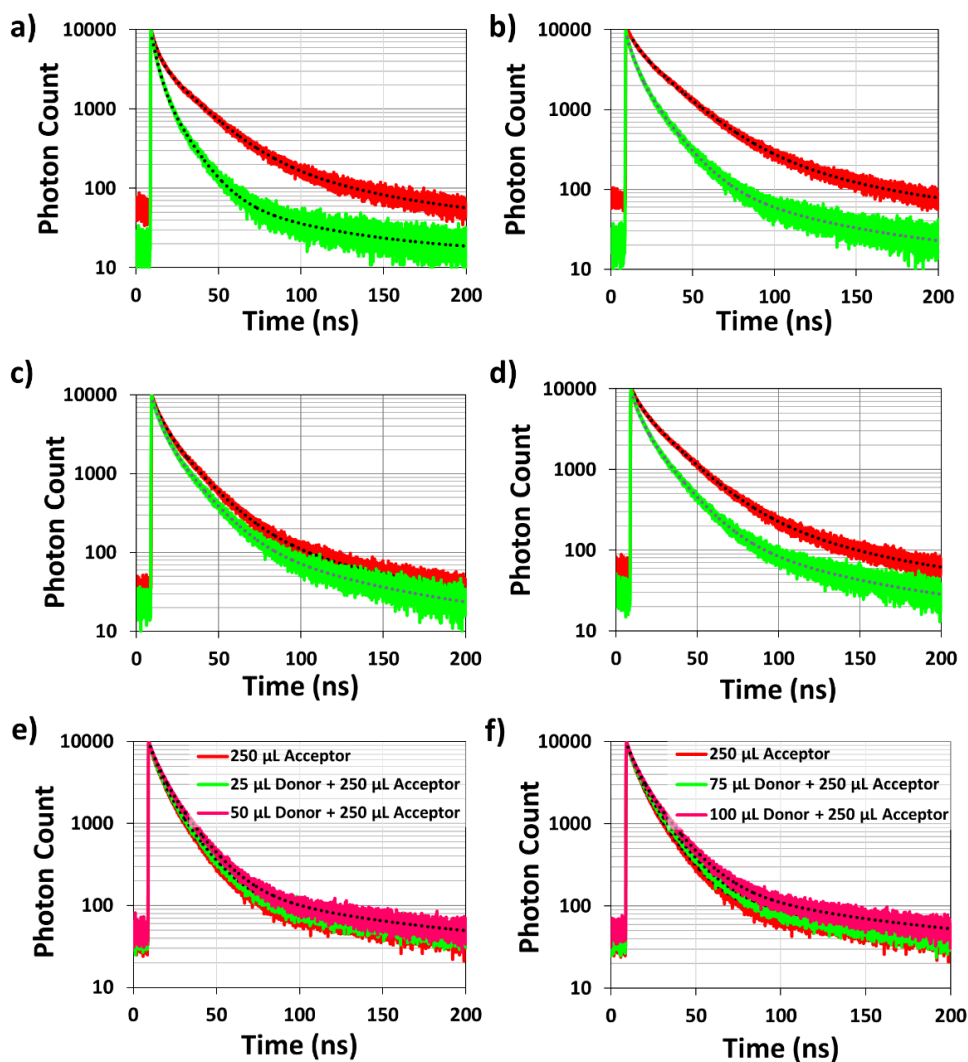 a)
10000
1000
100
10
Photon Count
0 50 100 150 200
Time (ns)
b)
10000
1000
100
10
Photon Count
0 50 100 150 200
Time (ns)
c)
10000
1000
100
10
Photon Count
0 50 100 150 200
Time (ns)
d)
10000
1000
100
10
Photon Count
0 50 100 150 200
Time (ns)
e)
10000
1000
100
10
Photon Count
250 µL Acceptor
25 µL Donor + 250 µL Acceptor
50 µL Donor + 250 µL Acceptor
0 50 100 150 200
Time (ns)
f)
10000
1000
100
10
Photon Count
250 µL Acceptor
75 µL Donor + 250 µL Acceptor
100 µL Donor + 250 µL Acceptor
0 50 100 150 200
Time (ns)